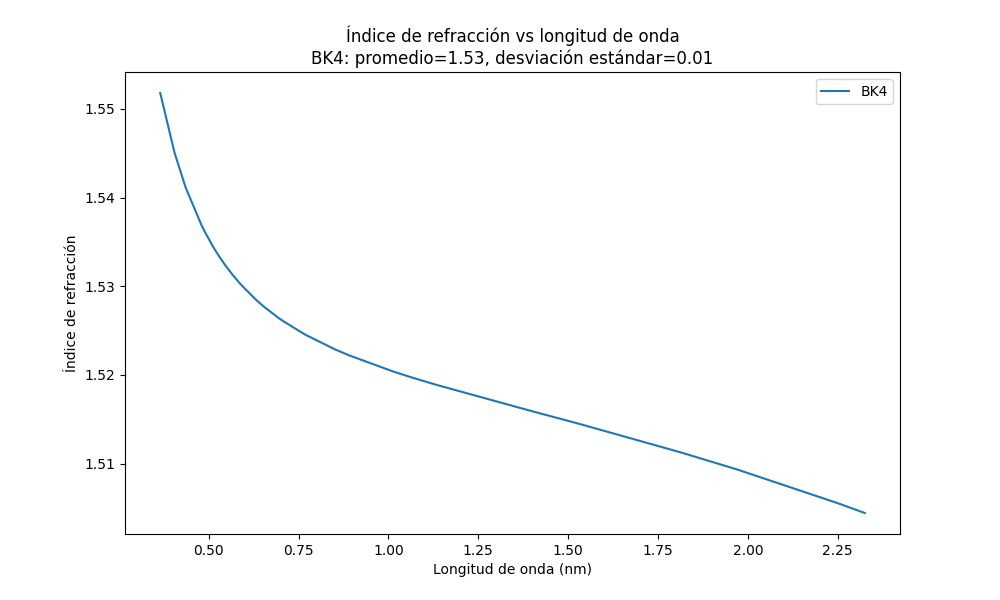 Índice de refracción vs longitud de onda
BK4: promedio=1.53, desviación estándar=0.01
BK4
1.55
1.54
1.53
1.52
1.51
Índice de refracción
0.50 0.75 1.00 1.25 1.50 1.75 2.00 2.25
Longitud de onda (nm)